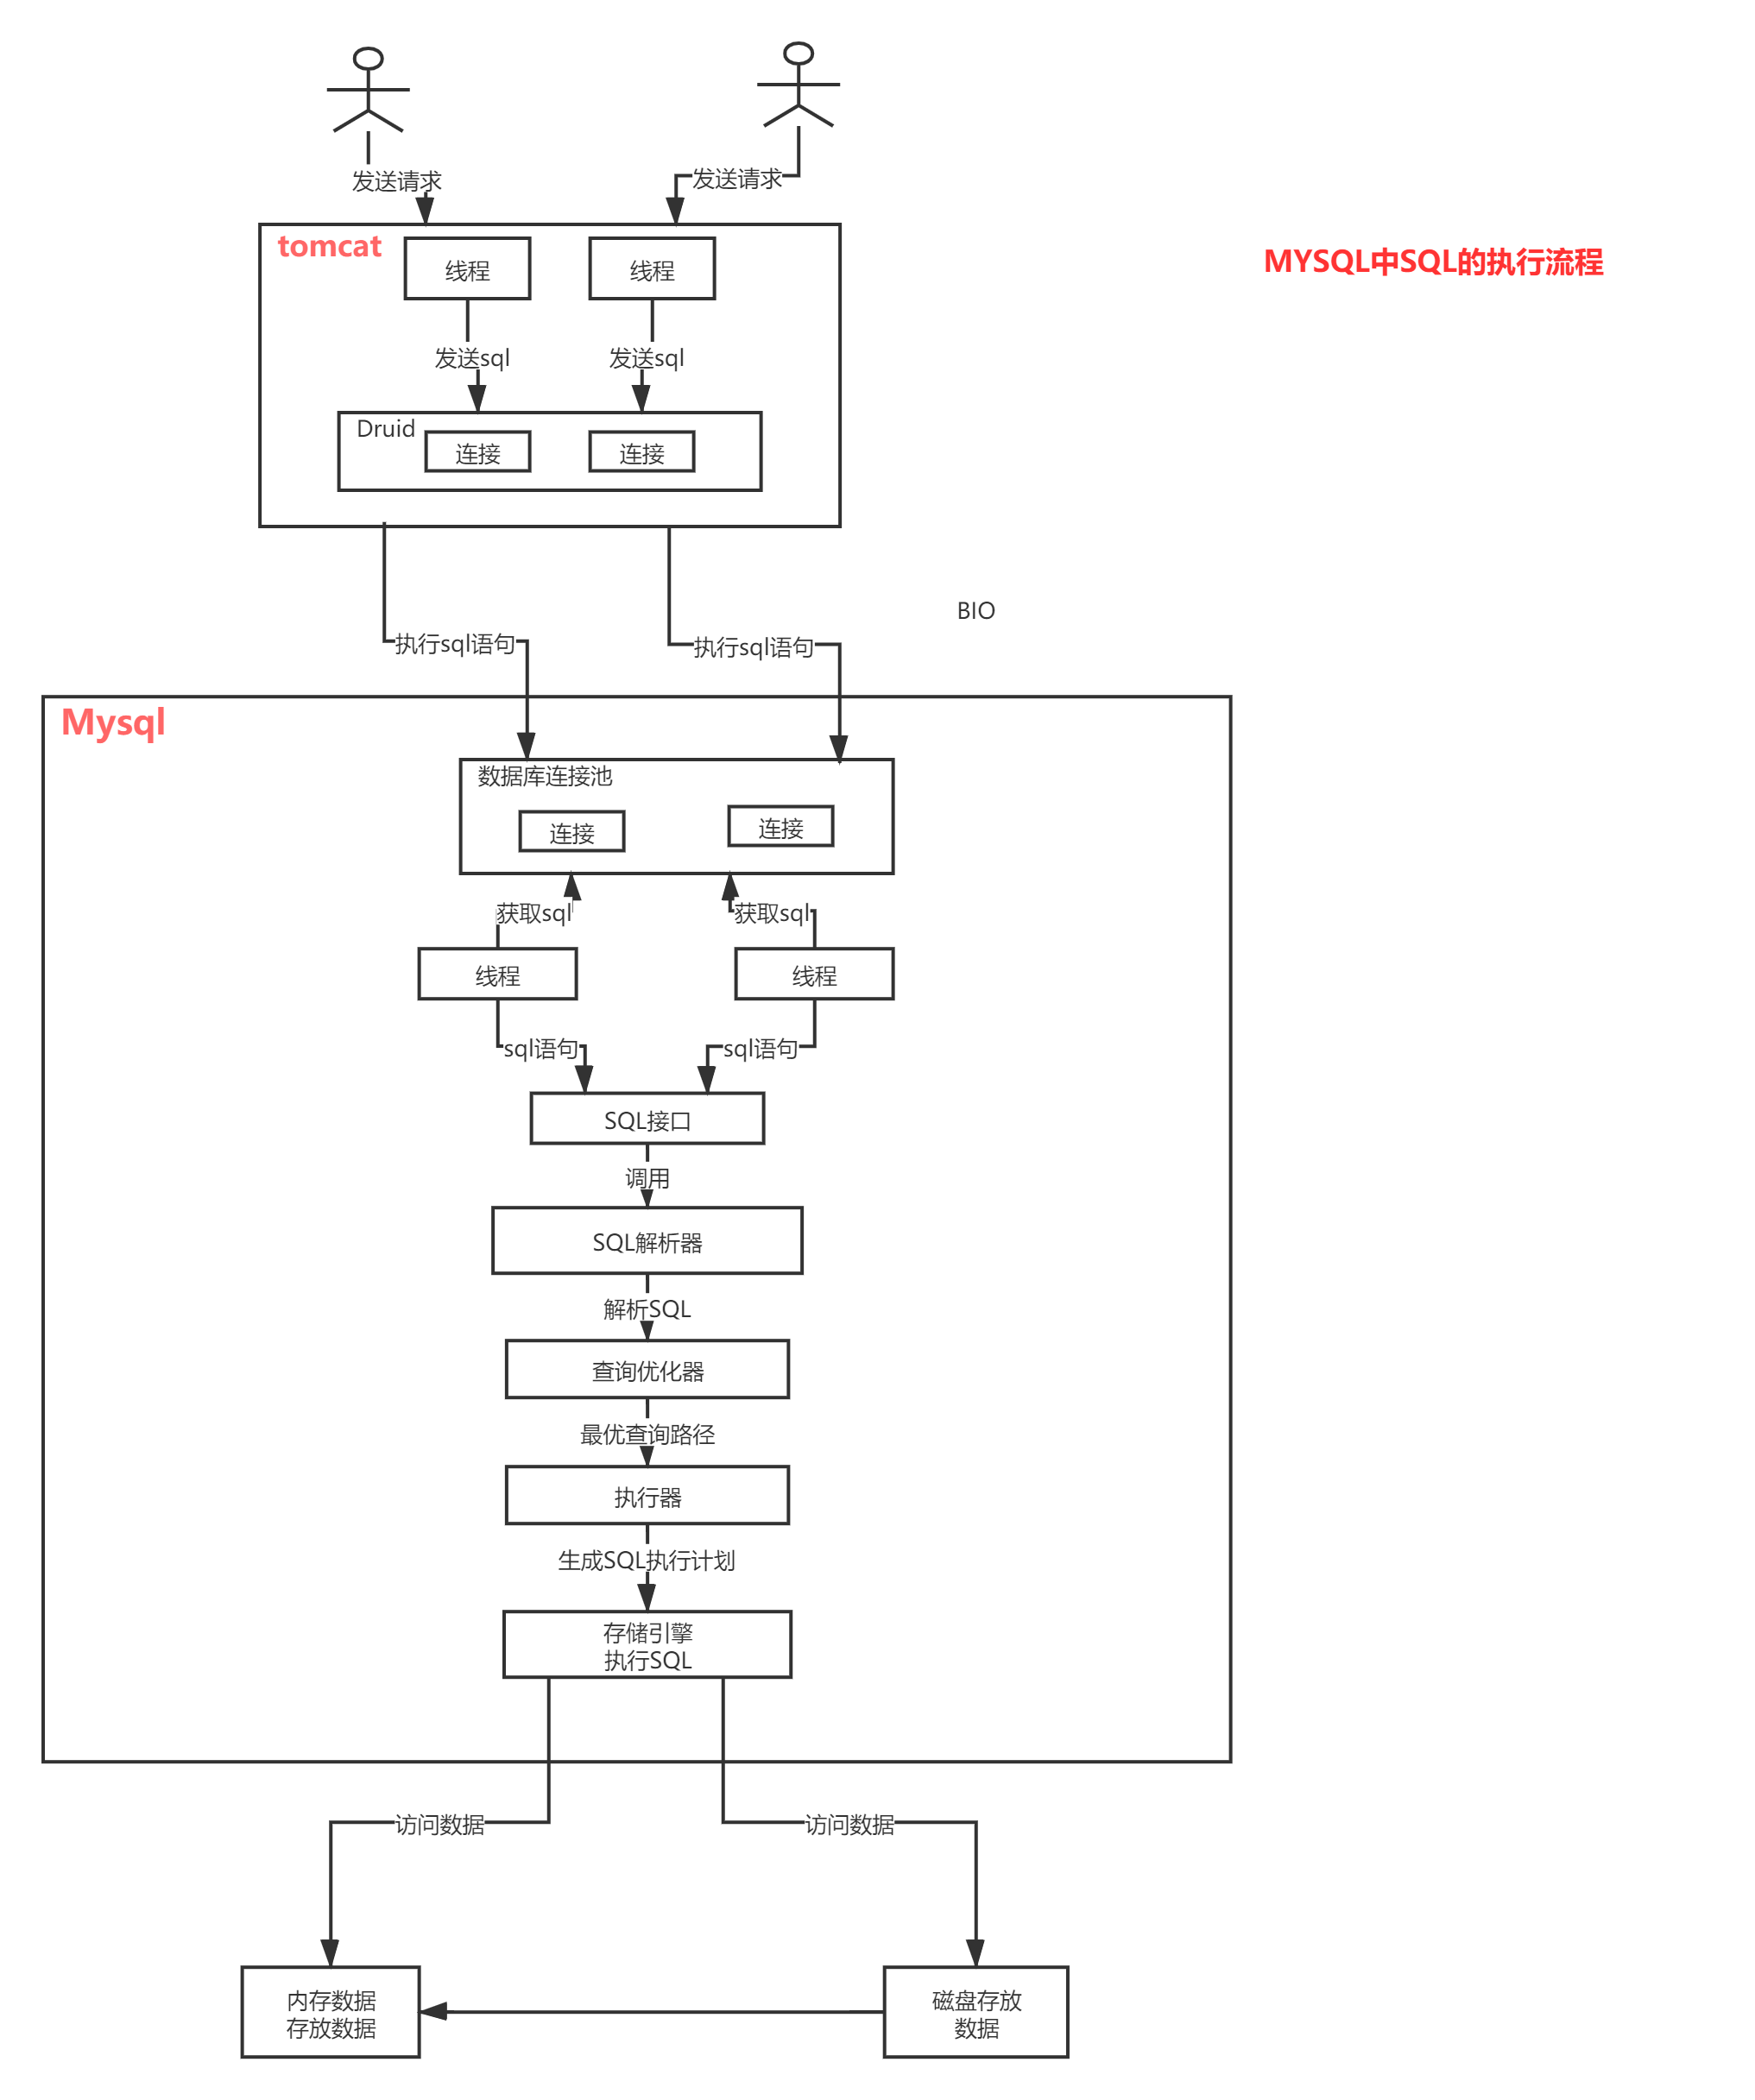 发送请求
发送请求
tomcat
线程
线程
MYSQL中SQL的执行流程
发送sql
发送sql
Druid
连接
连接
BIO
执行sql语句
执行sql语句
Mysql
数据库连接池
连接
连接
获取sql
获取sql
线程
线程
sql语句
sql语句
SQL接口
调用
SQL解析器
解析SQL
查询优化器
最优查询路径
执行器
生成SQL执行计划
存储引擎
执行SQL
访问数据
访问数据
内存数据
存放数据
磁盘存放
数据